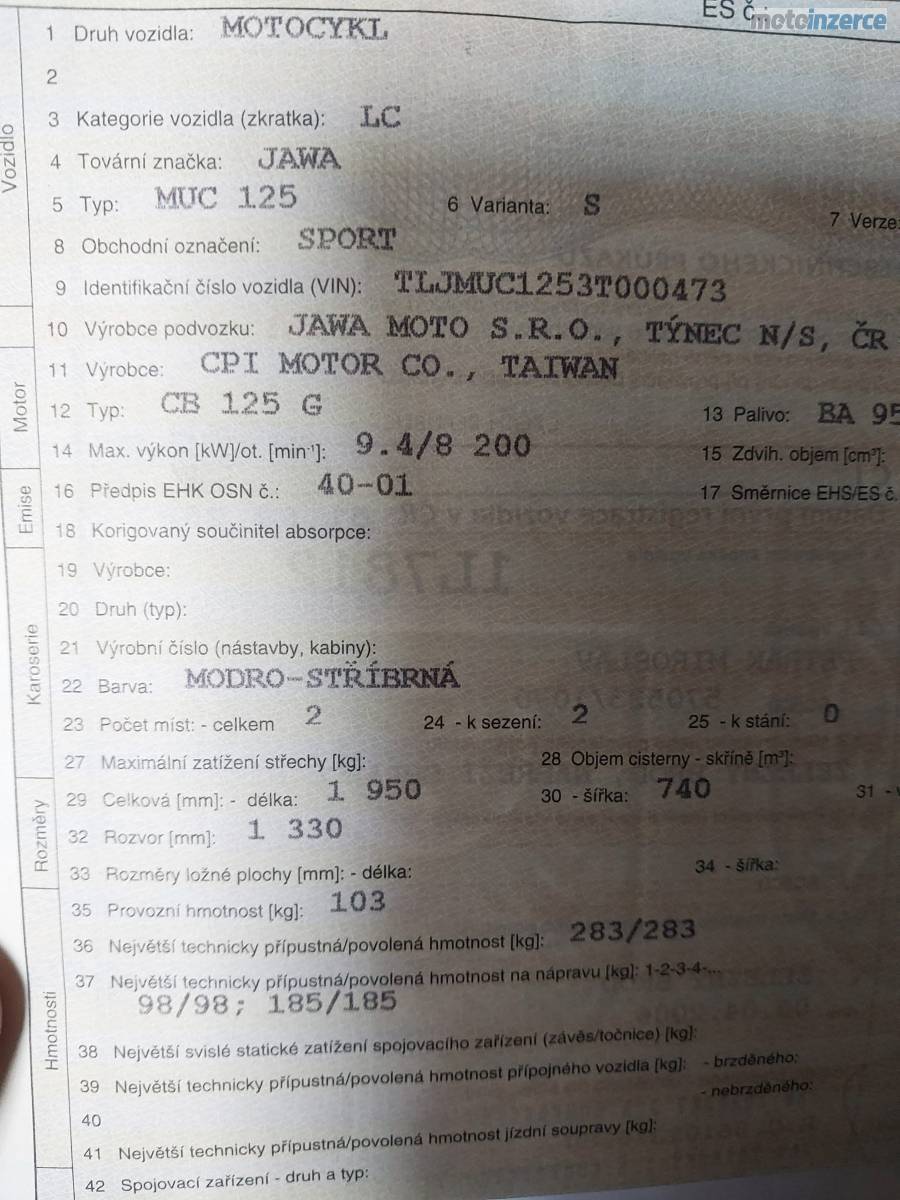 ES č
motoinzerce
Vozidlo
1 Druh vozidla: MOTOCYKL
2
3 Kategorie vozidla (zkratka): LC
4 Tovární značka: JAWA
5 Typ: MUC 125 6 Varianta: S 7 Verze:
8 Obchodní označení: SPORT
9 Identifikační číslo vozidla (VIN): TLJMUC1253T000473
10 Výrobce podvozku: JAWA MOTO S.R.O., TÝNEC N/S, ČR
Motor
11 Výrobce: CPI MOTOR CO., TAIWAN
12 Typ: CB 125 G 13 Palivo: BA 95
14 Max. výkon [kW]/ot. [min⁻¹]: 9.4/8 200 15 Zdvih. objem [cm³]:
Emise
16 Předpis EHK OSN č.: 40-01 17 Směrnice EHS/ES č.
18 Korigovaný součinitel absorpce:
Karoserie
19 Výrobce:
20 Druh (typ):
21 Výrobní číslo (nástavby, kabiny):
22 Barva: MODRO-STŘÍBRNÁ
23 Počet míst: - celkem 2 24 - k sezení: 2 25 - k stání: 0
27 Maximální zatížení střechy [kg]: 28 Objem cisterny - skříně [m³]:
Rozměry
29 Celková [mm]: - délka: 1 950 30 - šířka: 740 31 -
32 Rozvor [mm]: 1 330
33 Rozměry ložné plochy [mm]: - délka: 34 - šířka:
Hmotnosti
35 Provozní hmotnost [kg]: 103
36 Největší technicky přípustná/povolená hmotnost [kg]: 283/283
37 Největší technicky přípustná/povolená hmotnost na nápravu [kg]: 1-2-3-4-...
98/98; 185/185
38 Největší svislé statické zatížení spojovacího zařízení (závěs/točnice) [kg]:
39 Největší technicky přípustná/povolená hmotnost přípojného vozidla [kg]: - brzděného:
- nebrzděného:
40
41 Největší technicky přípustná/povolená hmotnost jízdní soupravy [kg]:
42 Spojovací zařízení - druh a typ: